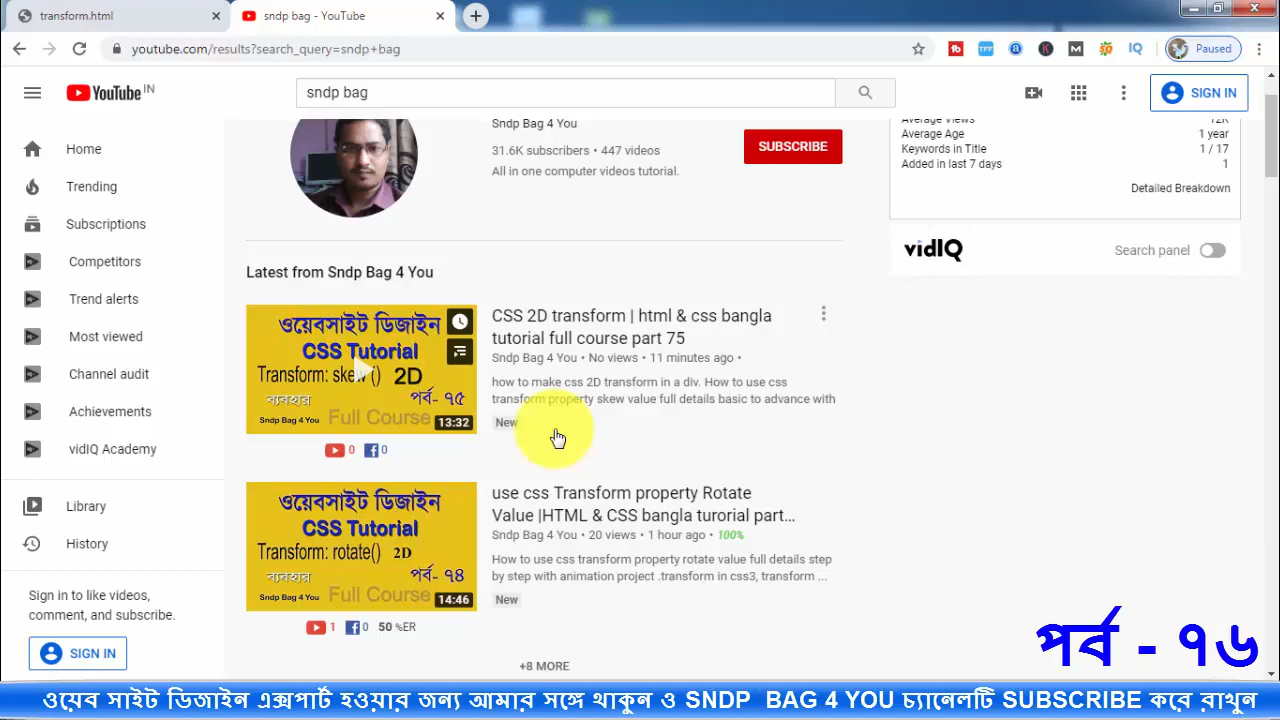 transform.html
sndp bag - YouTube
youtube.com/results?search_query=sndp+bag
Paused
YouTube IN
sndp bag
SIGN IN
Home
Trending
Subscriptions
Competitors
Trend alerts
Most viewed
Channel audit
Achievements
vidIQ Academy
Library
History
Sign in to like videos,
comment, and subscribe.
SIGN IN
Sndp Bag 4 You
31.6K subscribers • 447 videos
All in one computer videos tutorial.
SUBSCRIBE
Average Views 12K
Average Age 1 year
Keywords in Title 1 / 17
Added in last 7 days 1
Detailed Breakdown
vidIQ
Search panel
Latest from Sndp Bag 4 You
ওয়েবসাইট ডিজাইন
CSS Tutorial
Transform: skew () 2D
ব্যবহার
পর্ব- ৭৫
Sndp Bag 4 You
Full Course
13:32
0 0
CSS 2D transform | html & css bangla
tutorial full course part 75
Sndp Bag 4 You • No views • 11 minutes ago •
how to make css 2D transform in a div. How to use css
transform property skew value full details basic to advance with
New
ওয়েবসাইট ডিজাইন
CSS Tutorial
Transform: rotate() 2D
ব্যবহার
পর্ব- ৭৪
Sndp Bag 4 You
Full Course
14:46
1 0 50 %ER
use css Transform property Rotate
Value |HTML & CSS bangla turorial part...
Sndp Bag 4 You • 20 views • 1 hour ago • 100%
How to use css transform property rotate value full details step
by step with animation project .transform in css3, transform ...
New
+8 MORE
পর্ব - ৭৬
ওয়েব সাইট ডিজাইন এক্সপার্ট হওয়ার জন্য আমার সঙ্গে থাকুন ও SNDP BAG 4 YOU চ্যানেলটি SUBSCRIBE করে রাখুন